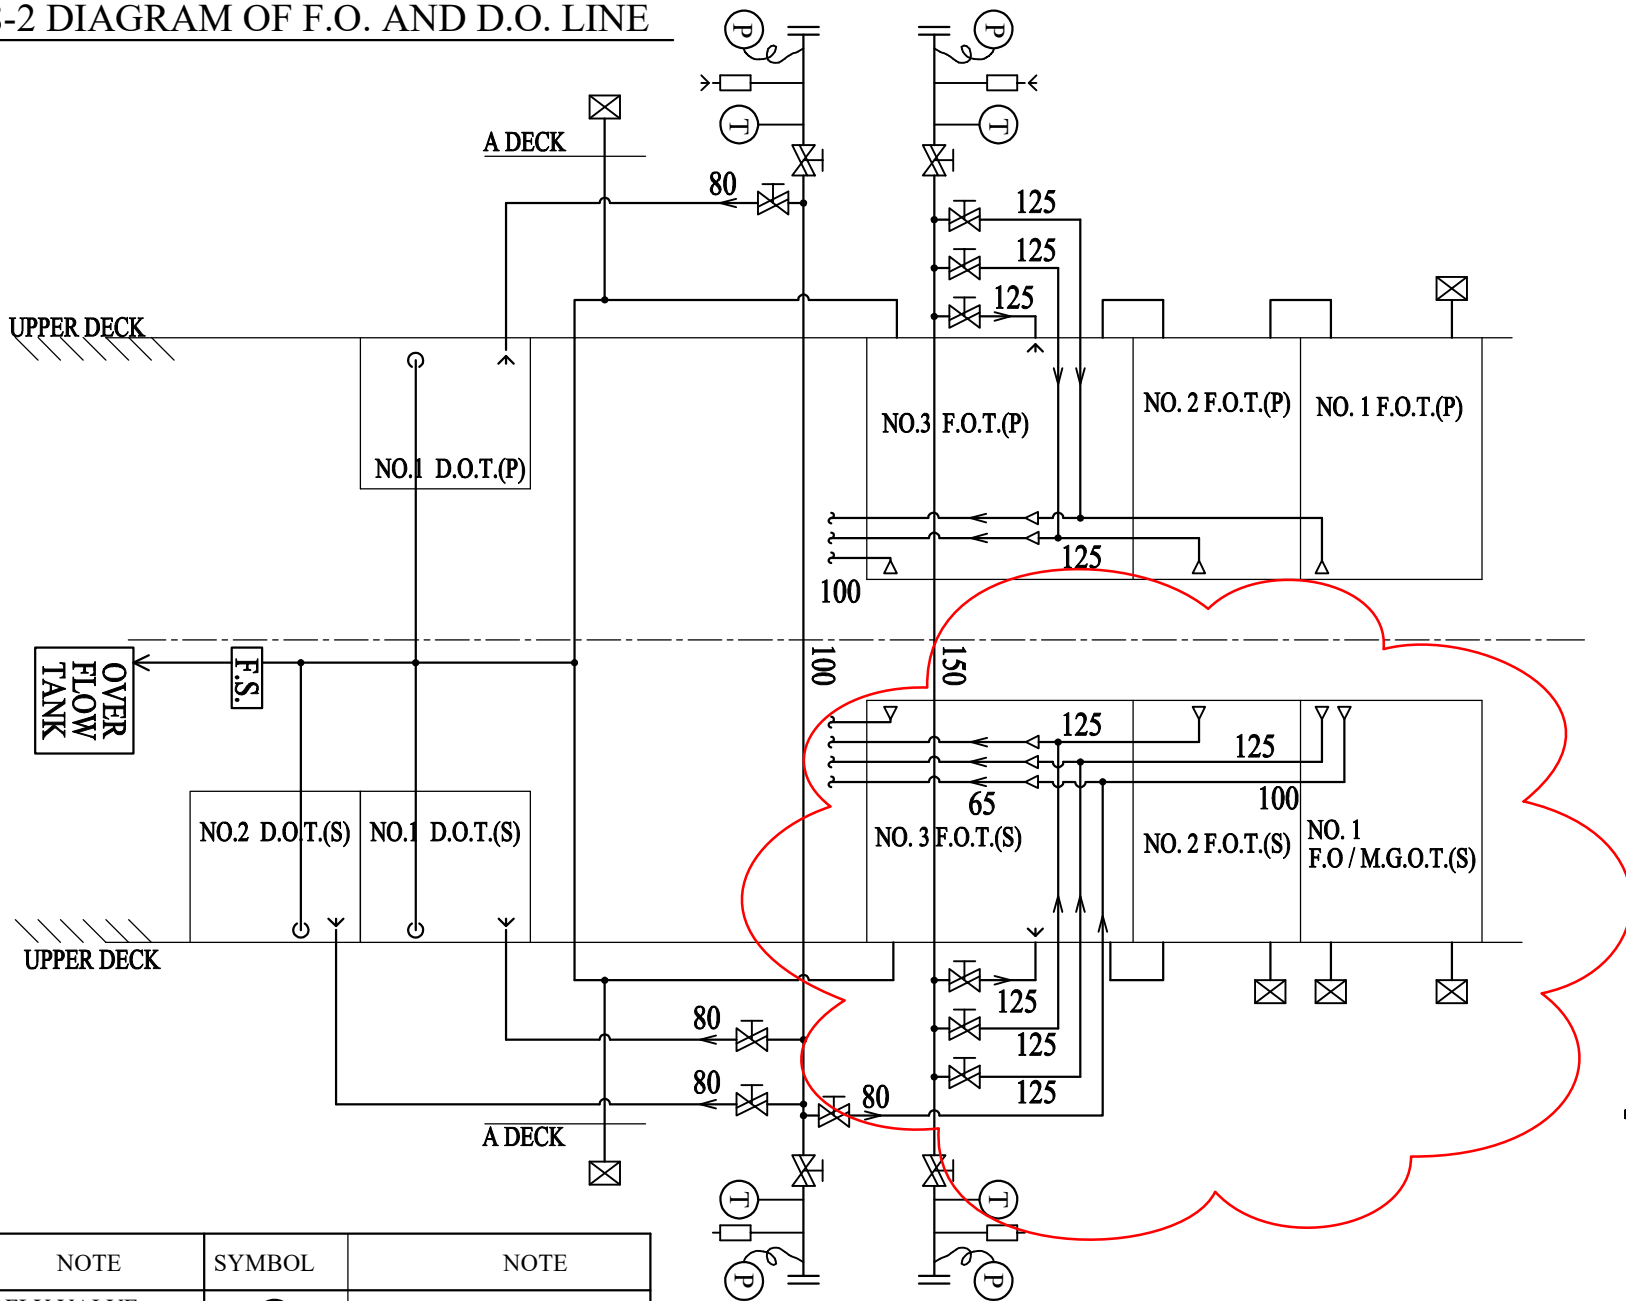 -2 DIAGRAM OF F.O. AND D.O. LINE
P
P
T
T
A DECK
80
125
125
125
UPPER DECK
NO. 2 F.O.T.(P)
NO. 1 F.O.T.(P)
NO.3 F.O.T.(P)
NO.1 D.O.T.(P)
125
100
OVER
FLOW
TANK
F.S.
100
150
125
125
65
100
NO.2 D.O.T.(S)
NO.1 D.O.T.(S)
NO. 3 F.O.T.(S)
NO. 2 F.O.T.(S)
NO. 1
F.O / M.G.O.T.(S)
UPPER DECK
125
80
125
80
80
125
A DECK
T
T
P
P
NOTE
SYMBOL
NOTE